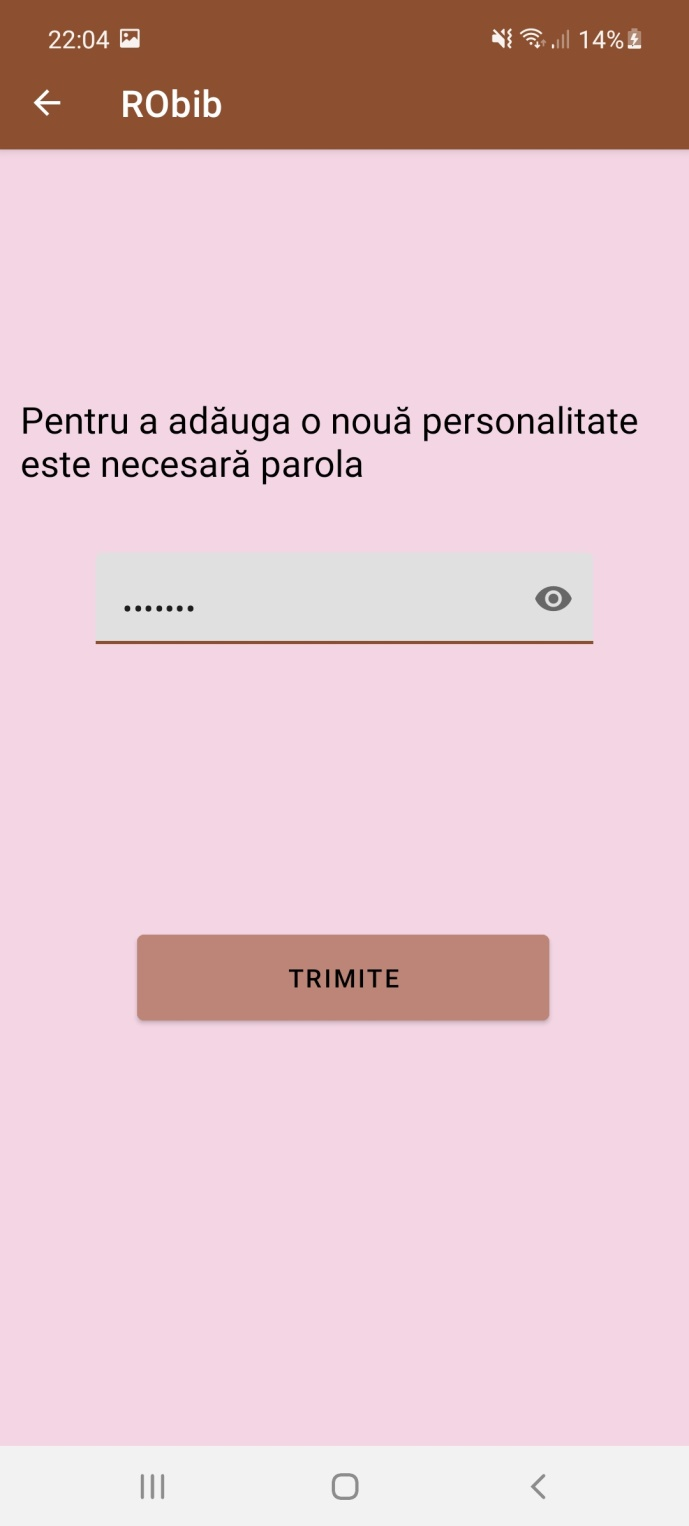 22:04 14%
RObib
Pentru a adăuga o nouă personalitate
este necesară parola
•••••••
TRIMITE